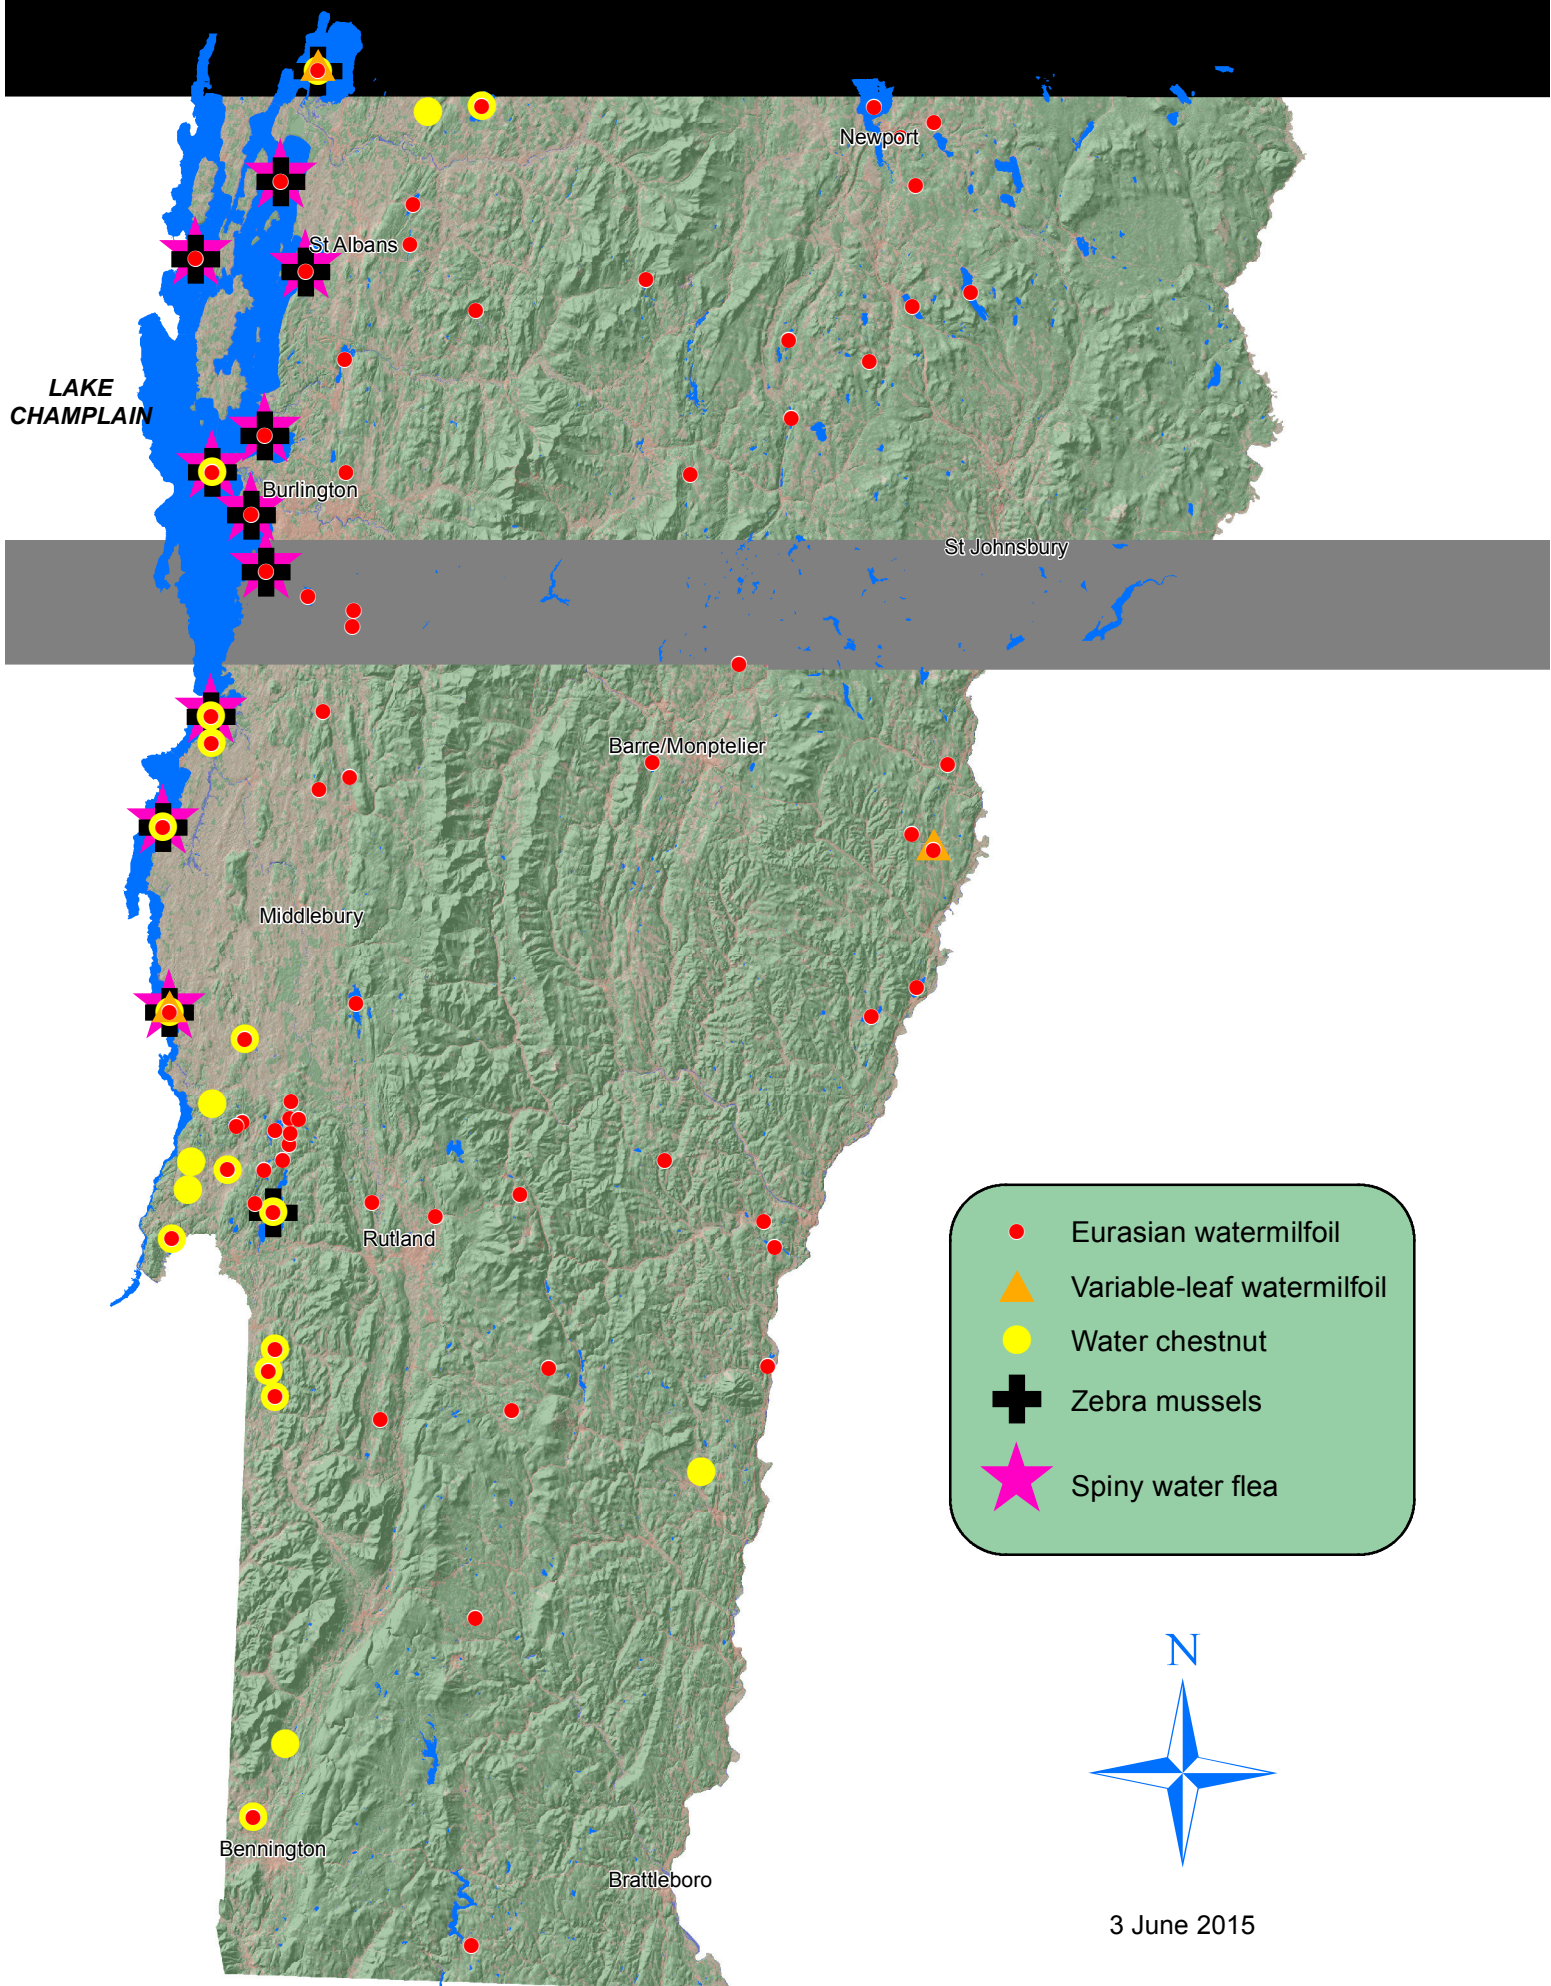 Newport
St Albans
LAKE
CHAMPLAIN
Burlington
St Johnsbury
Barre/Monptelier
Middlebury
Rutland
Eurasian watermilfoil
Variable-leaf watermilfoil
Water chestnut
Zebra mussels
Spiny water flea
N
Bennington
Brattleboro
3 June 2015